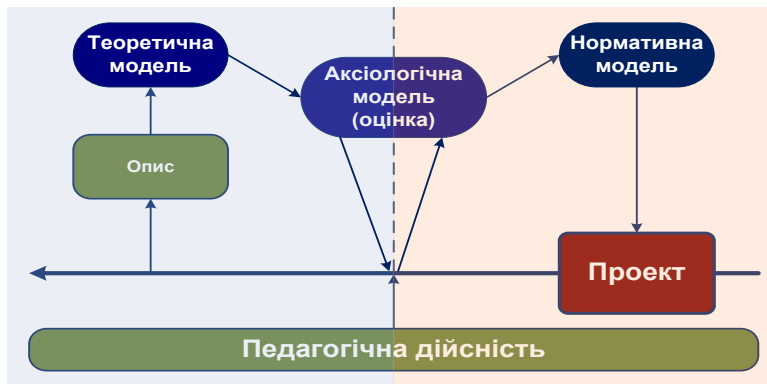 Теоретична
модель
Аксіологічна
модель
(оцінка)
Нормативна
модель
Опис
Проект
Педагогічна дійсність